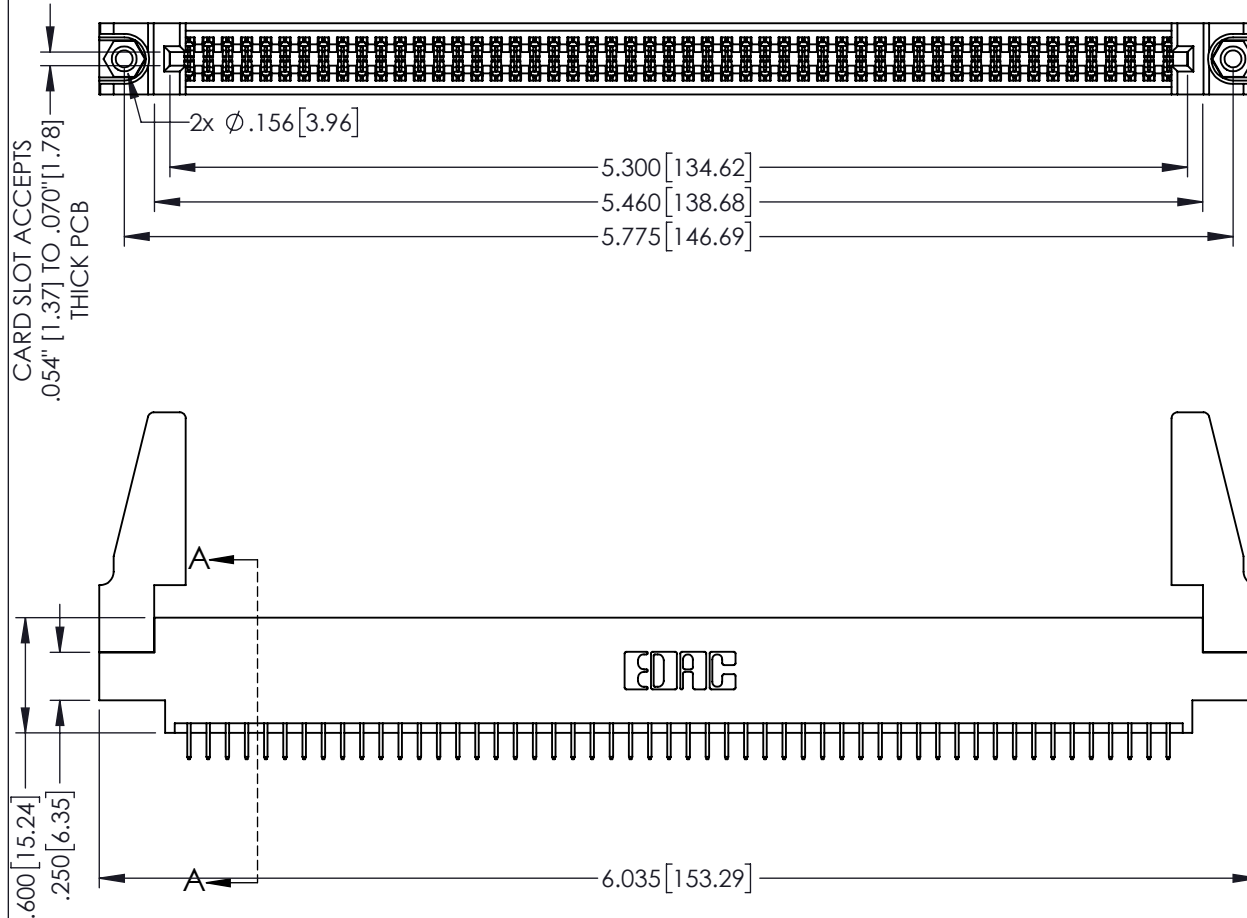 2x Ø.156[3.96]
5.300[134.62]
5.460[138.68]
5.775[146.69]
CARD SLOT ACCEPTS
.054" [1.37] TO .070"[1.78]
THICK PCB
A
EDAC
.600[15.24]
.250[6.35]
A
6.035[153.29]